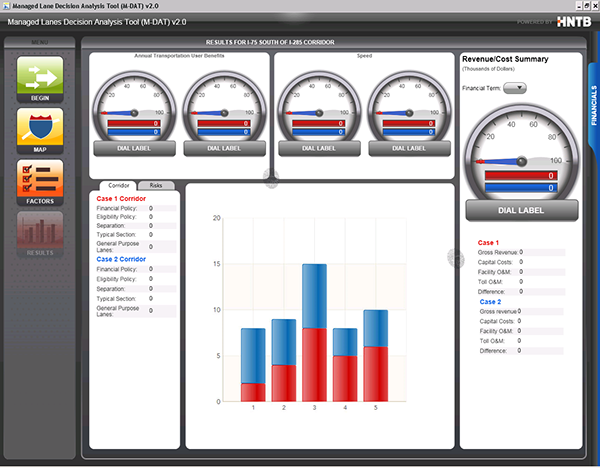 Managed Lane Decision Analysis Tool (M-DAT) v2.0
Managed Lanes Decision Analysis Tool (M-DAT) v2.0
POWERED BY HNTB
MENU
BEGIN
MAP
FACTORS
RESULTS
RESULTS FOR I-75 SOUTH OF I-285 CORRIDOR
Annual Transportation User Benefits
20
40
60
80
100
0
0
DIAL LABEL
20
40
60
80
100
0
0
DIAL LABEL
Speed
20
40
60
80
100
0
0
DIAL LABEL
20
40
60
80
100
0
0
DIAL LABEL
Corridor Risks
Case 1 Corridor
Financial Policy: 0
Eligibility Policy: 0
Separation: 0
Typical Section: 0
General Purpose
Lanes: 0
Case 2 Corridor
Financial Policy: 0
Eligibility Policy: 0
Separation: 0
Typical Section: 0
General Purpose
Lanes: 0
20
15
10
5
0
1 2 3 4 5
Revenue/Cost Summary
(Thousands of Dollars)
Financial Term:
20
40
60
80
100
0
0
DIAL LABEL
Case 1
Gross Revenue: 0
Capital Costs: 0
Facility O&M: 0
Toll O&M: 0
Difference: 0
Case 2
Gross revenue 0
Capital Costs: 0
Facility O&M: 0
Toll O&M: 0
Difference: 0
FINANCIALS